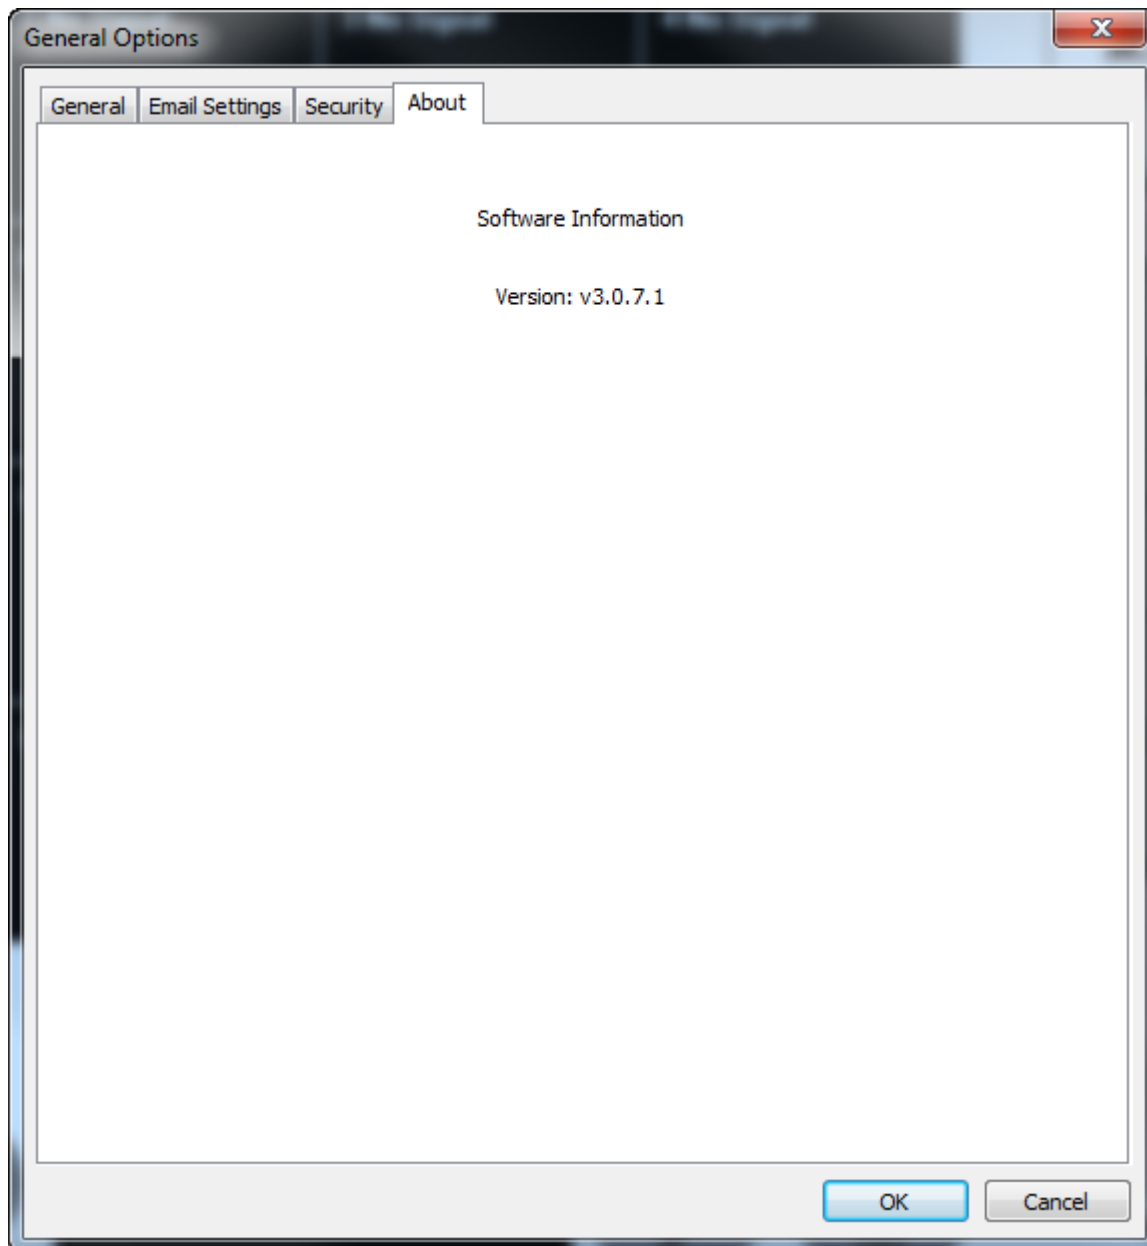 General Options
General
Email Settings
Security
About
Software Information
Version: v3.0.7.1
OK
Cancel